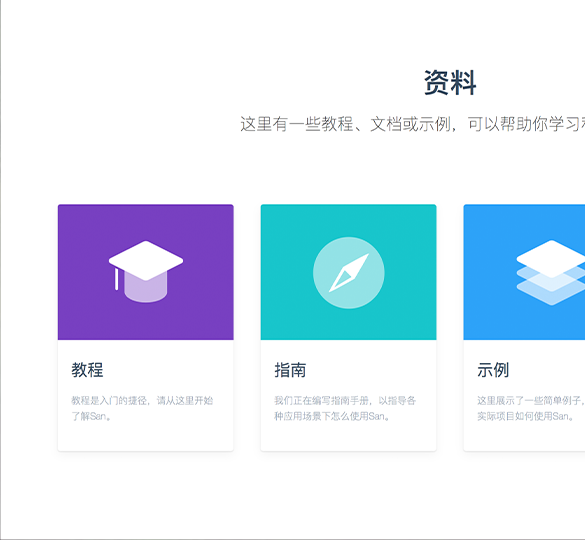 资料
这里有一些教程、文档或示例，可以帮助你学习
教程
教程是入门的捷径，请从这里开始
了解San。
指南
我们正在编写指南手册，以指导各
种应用场景下怎么使用San。
示例
这里展示了一些简单例子，
实际项目如何使用San。